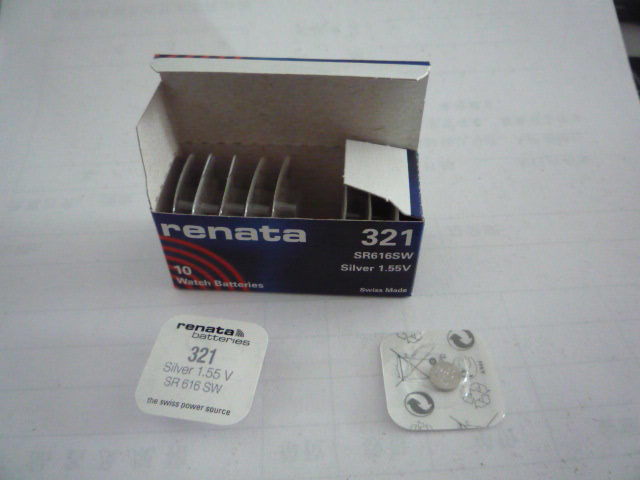 renata
321
SR616SW
Silver 1.55V
10
Watch Batteries
Swiss Made
renata
batteries
321
Silver 1.55 V
SR 616 SW
the swiss power source